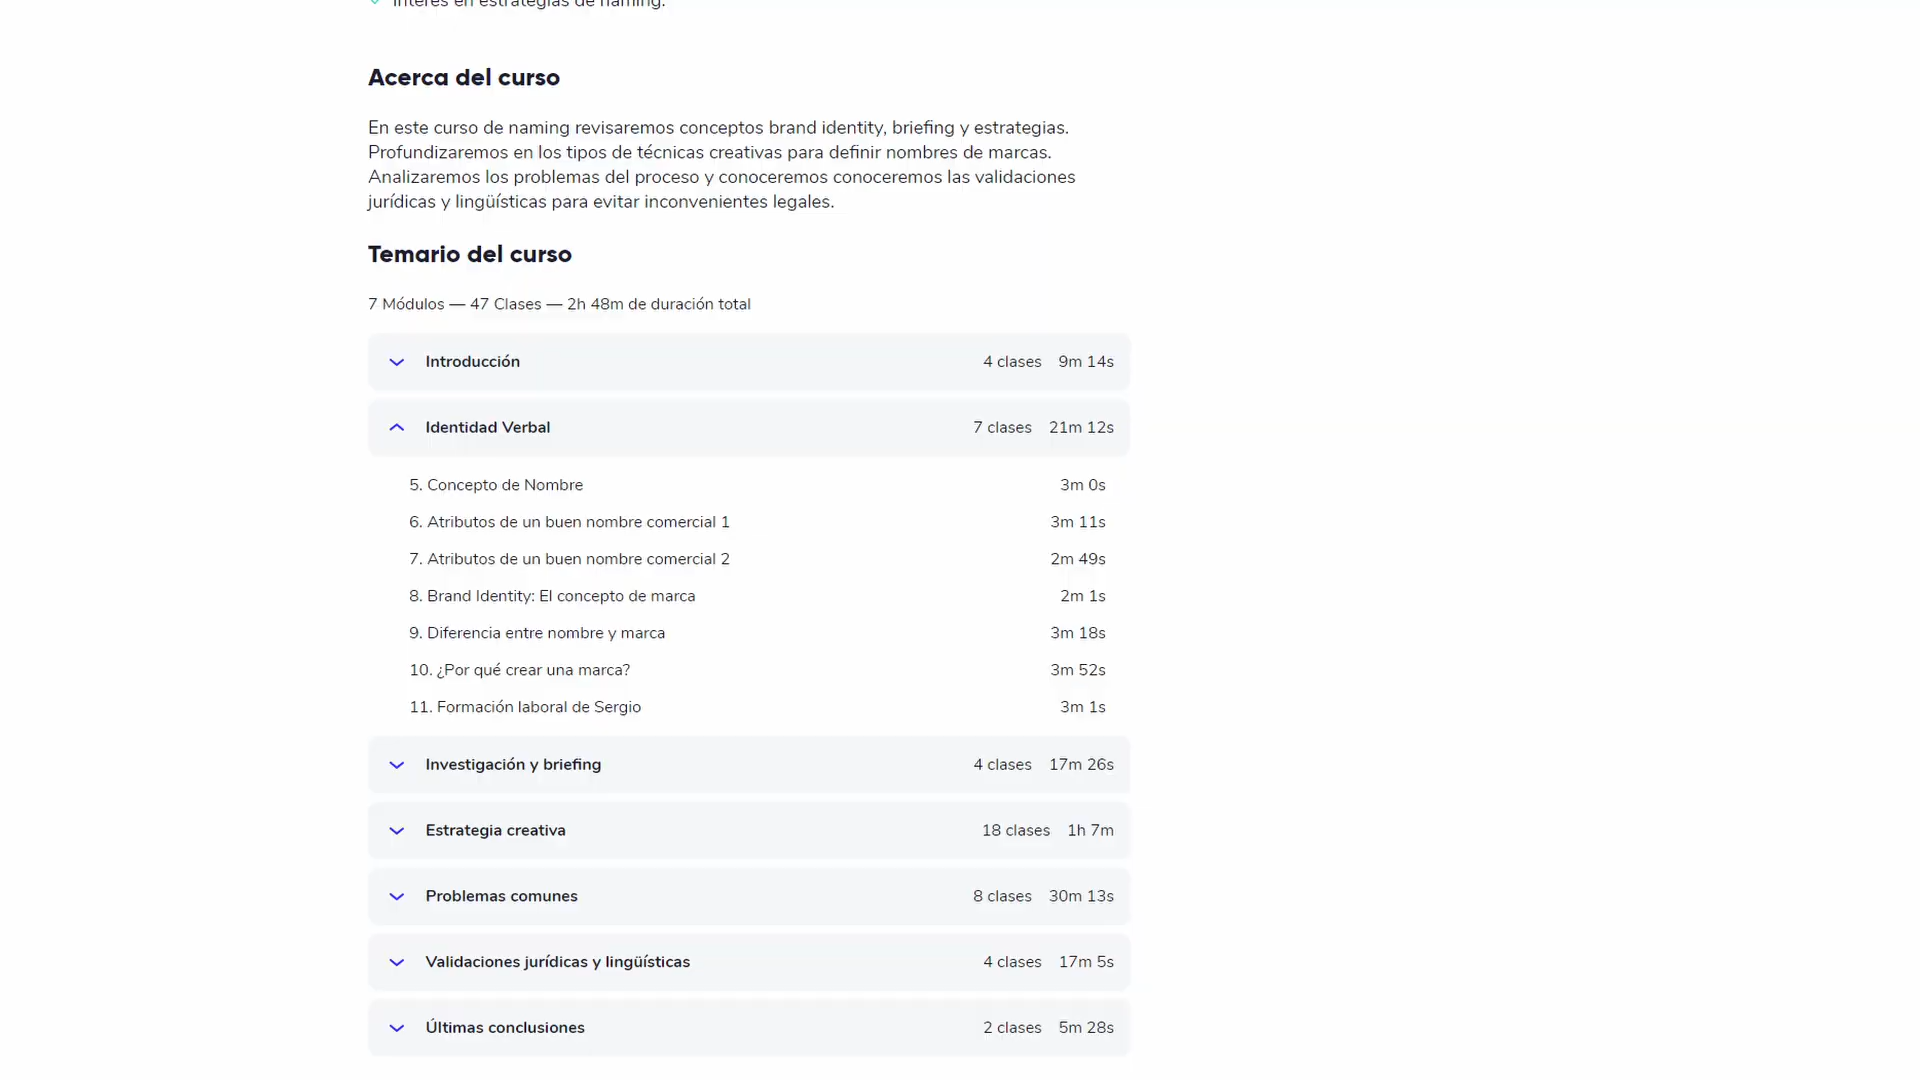 Interés en estrategias de naming.
Acerca del curso
En este curso de naming revisaremos conceptos brand identity, briefing y estrategias.
Profundizaremos en los tipos de técnicas creativas para definir nombres de marcas.
Analizaremos los problemas del proceso y conoceremos conoceremos las validaciones
jurídicas y lingüísticas para evitar inconvenientes legales.
Temario del curso
7 Módulos — 47 Clases — 2h 48m de duración total
Introducción 4 clases 9m 14s
Identidad Verbal 7 clases 21m 12s
5. Concepto de Nombre 3m 0s
6. Atributos de un buen nombre comercial 1 3m 11s
7. Atributos de un buen nombre comercial 2 2m 49s
8. Brand Identity: El concepto de marca 2m 1s
9. Diferencia entre nombre y marca 3m 18s
10. ¿Por qué crear una marca? 3m 52s
11. Formación laboral de Sergio 3m 1s
Investigación y briefing 4 clases 17m 26s
Estrategia creativa 18 clases 1h 7m
Problemas comunes 8 clases 30m 13s
Validaciones jurídicas y lingüísticas 4 clases 17m 5s
Últimas conclusiones 2 clases 5m 28s